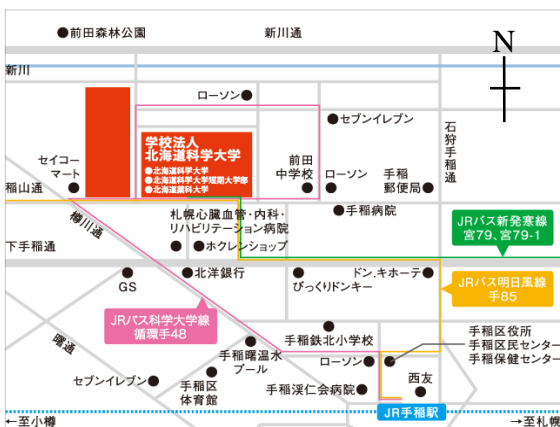 前田森林公園
新川通
N
新川
ローソン
セブンイレブン
学校法人
北海道科学大学
●北海道科学大学
●北海道科学大学短期大学部
●北海道薬科大学
石狩手稲通
セイコー
マート
前田
中学校
ローソン
手稲
郵便局
稲山通
樽川通
札幌心臓血管・内科・
リハビリテーション病院
手稲病院
JRバス新発寒線
宮79、宮79-1
下手稲通
ホクレンショップ
GS
北洋銀行
びっくりドンキー
ドン.キホーテ
JRバス明日風線
手85
JRバス科学大学線
循環手48
曙通
手稲鉄北小学校
手稲区役所
手稲区民センター
手稲保健センター
手稲曙温水
プール
ローソン
セブンイレブン
手稲区
体育館
手稲渓仁会病院
西友
JR手稲駅
←至小樽
→至札幌